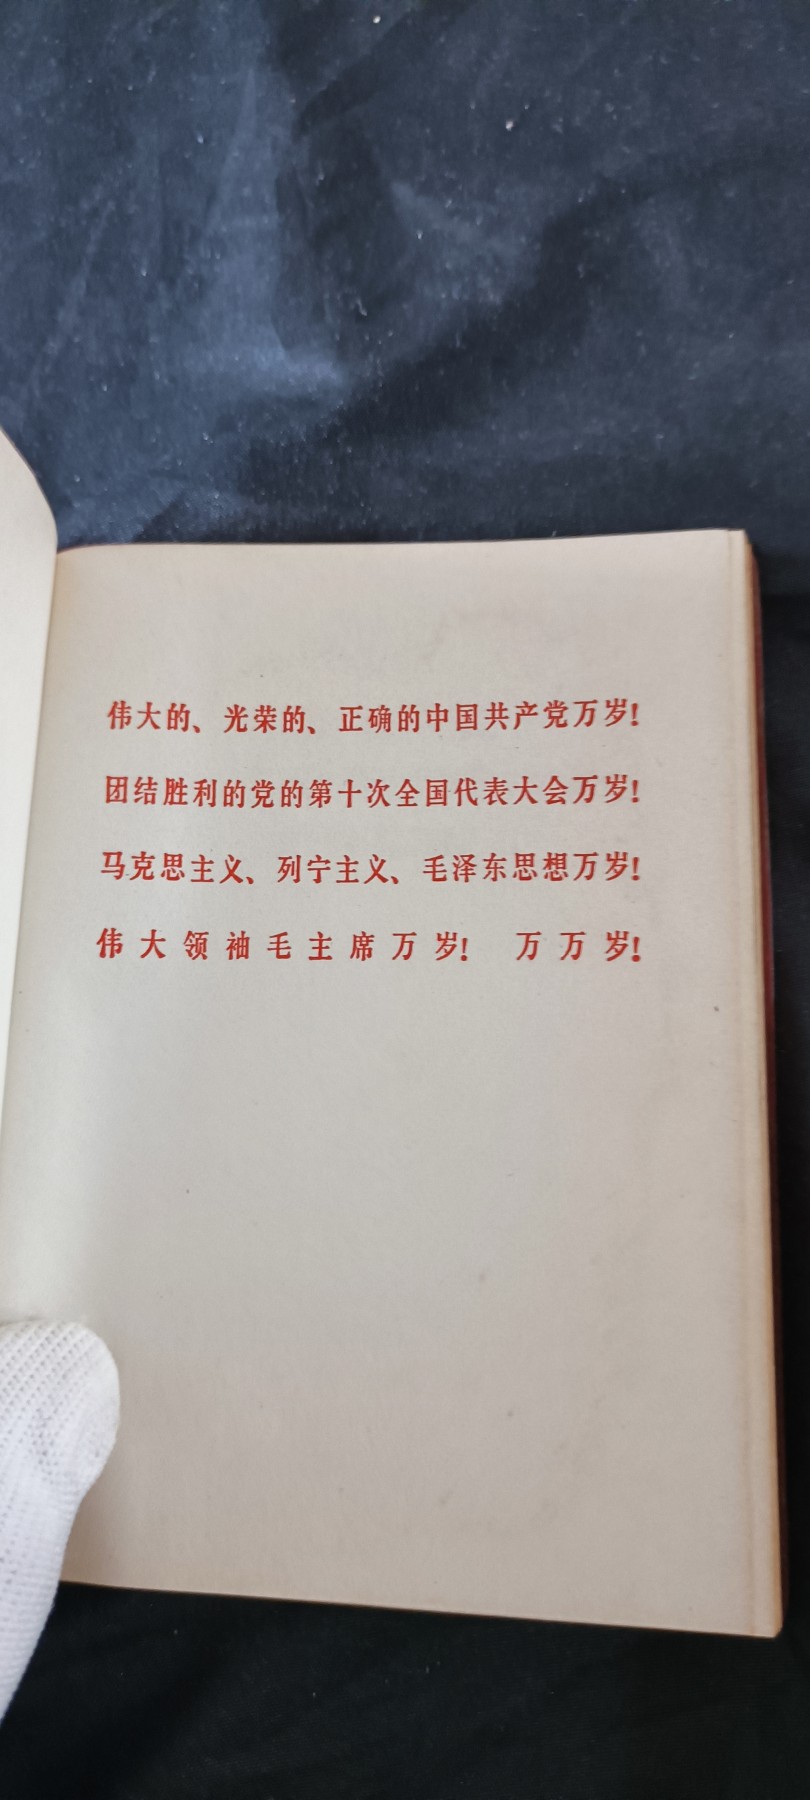 伟大的、光荣的、正确的中国共产党万岁!
团结胜利的党的第十次全国代表大会万岁!
马克思主义、列宁主义、毛泽东思想万岁!
伟大领袖毛主席万岁! 万万岁!